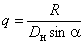 q = R / (D_н sin α)